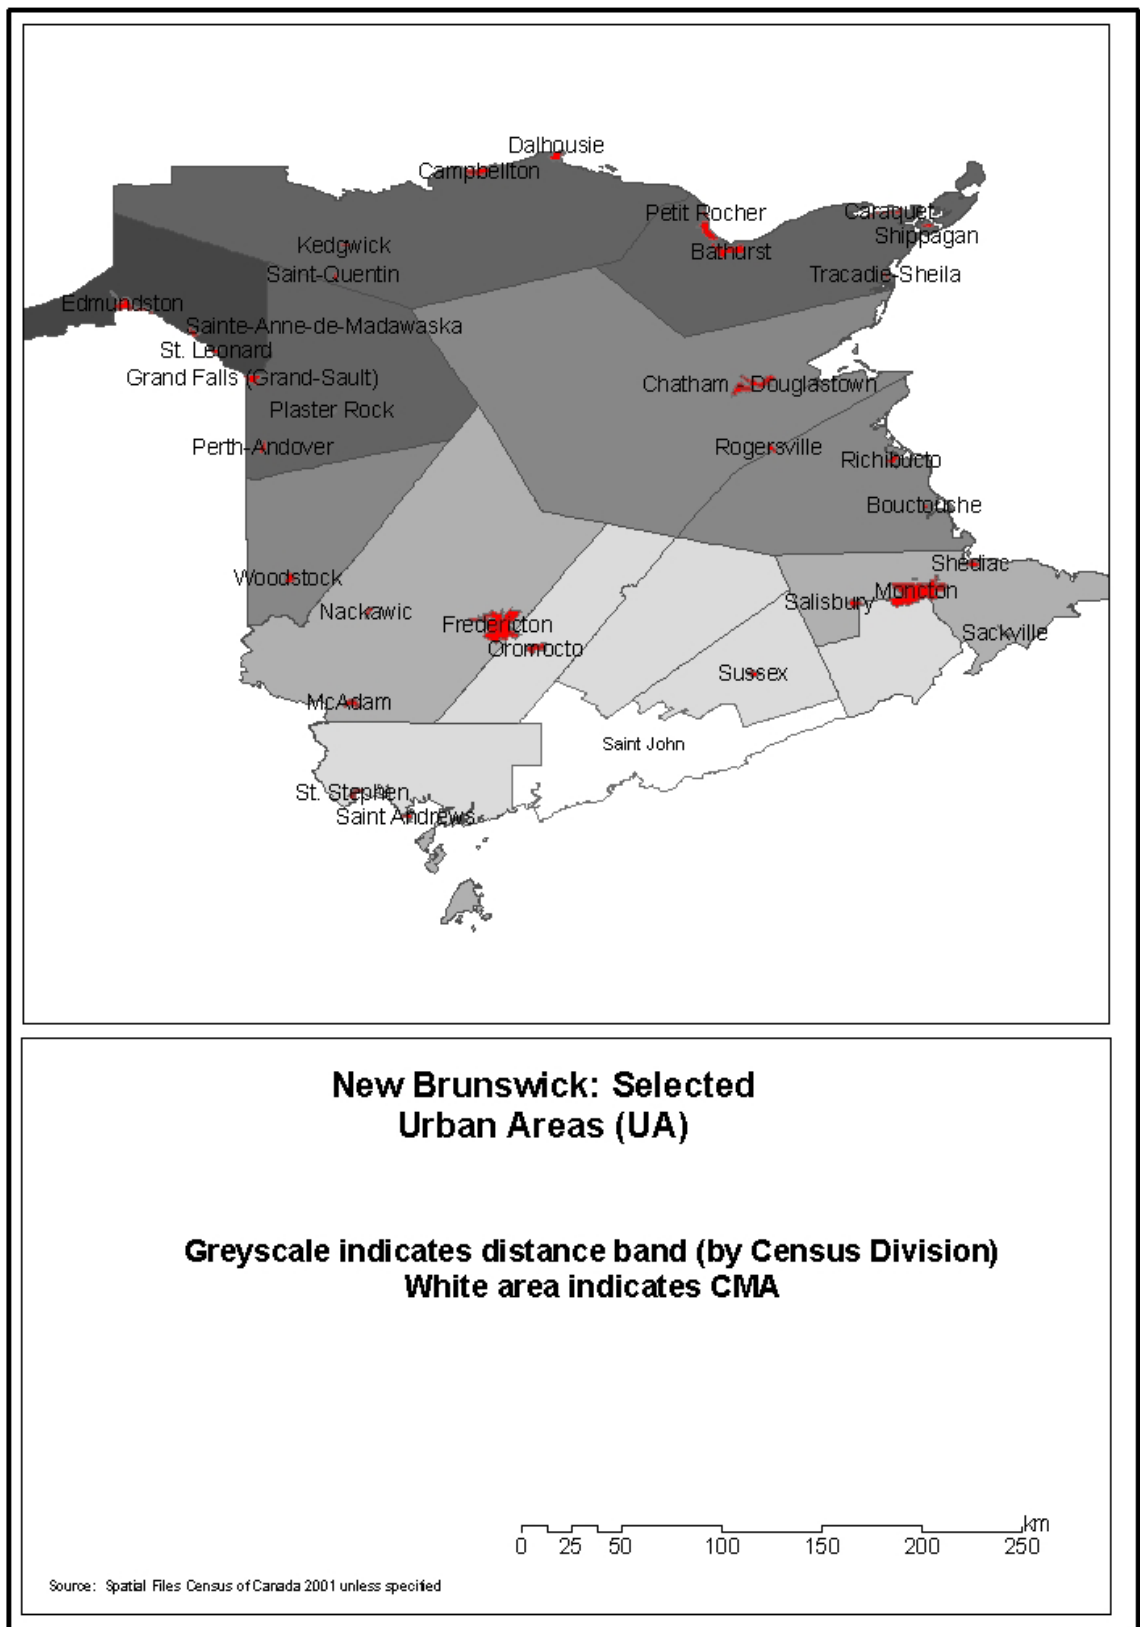 Dalhousie
Campbellton
Petit Rocher
Caraquet
Shippagan
Kedgwick
Bathurst
Saint-Quentin
Tracadie-Sheila
Edmundston
Sainte-Anne-de-Madawaska
St. Leonard
Grand Falls (Grand-Sault)
Chatham - Douglastown
Plaster Rock
Perth-Andover
Rogersville
Richibucto
Bouctouche
Shediac
Woodstock
Moncton
Salisbury
Nackawic
Fredericton
Sackville
Oromocto
Sussex
McAdam
Saint John
St. Stephen
Saint Andrews
New Brunswick: Selected
Urban Areas (UA)
Greyscale indicates distance band (by Census Division)
White area indicates CMA
km
0 25 50 100 150 200 250
Source: Spatial Files Census of Canada 2001 unless specified